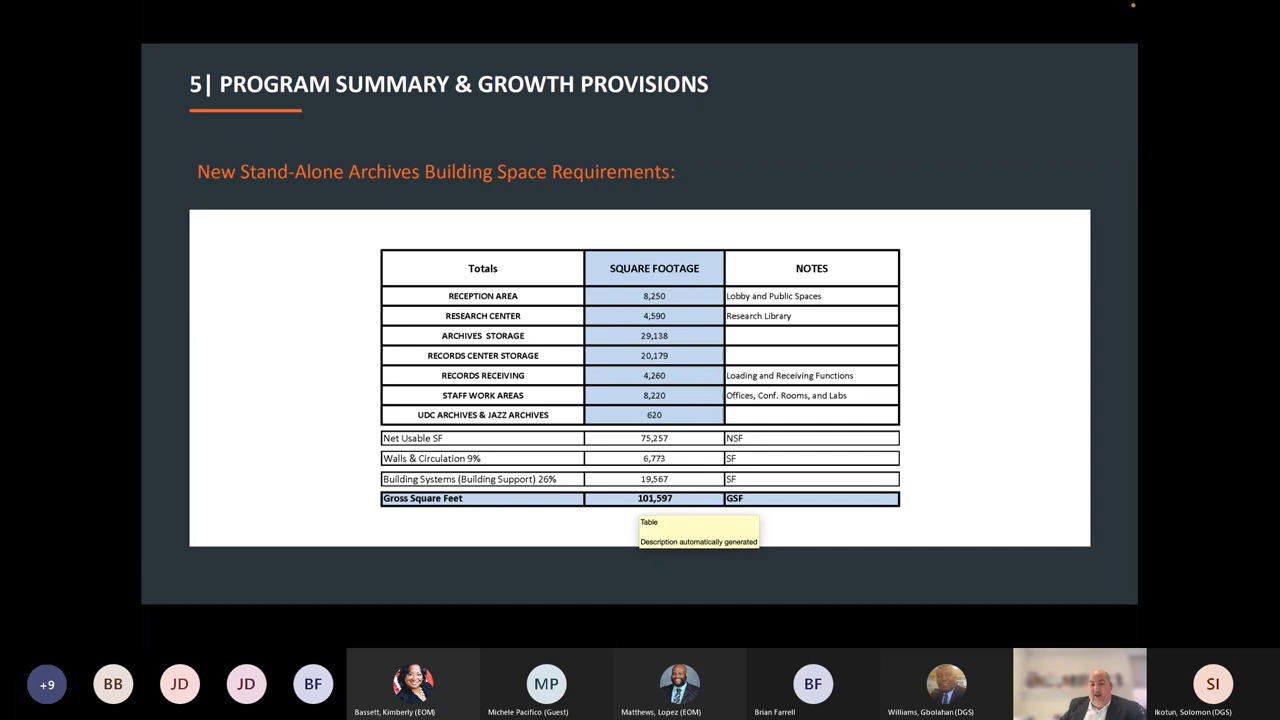 5| PROGRAM SUMMARY & GROWTH PROVISIONS
New Stand-Alone Archives Building Space Requirements:
Totals SQUARE FOOTAGE NOTES
RECEPTION AREA 8,250 Lobby and Public Spaces
RESEARCH CENTER 4,590 Research Library
ARCHIVES STORAGE 29,138
RECORDS CENTER STORAGE 20,179
RECORDS RECEIVING 4,260 Loading and Receiving Functions
STAFF WORK AREAS 8,220 Offices, Conf. Rooms, and Labs
UDC ARCHIVES & JAZZ ARCHIVES 620
Net Usable SF 75,257 NSF
Walls & Circulation 9% 6,773 SF
Building Systems (Building Support) 26% 19,567 SF
Gross Square Feet 101,597 GSF
Table
Description automatically generated
+9 BB JD JD BF MP BF SI
Bassett, Kimberly (EOM) Michele Pacifico (Guest) Matthews, Lopez (EOM) Brian Farrell Williams, Gbolahan (DGS) Ikotun, Solomon (DGS)